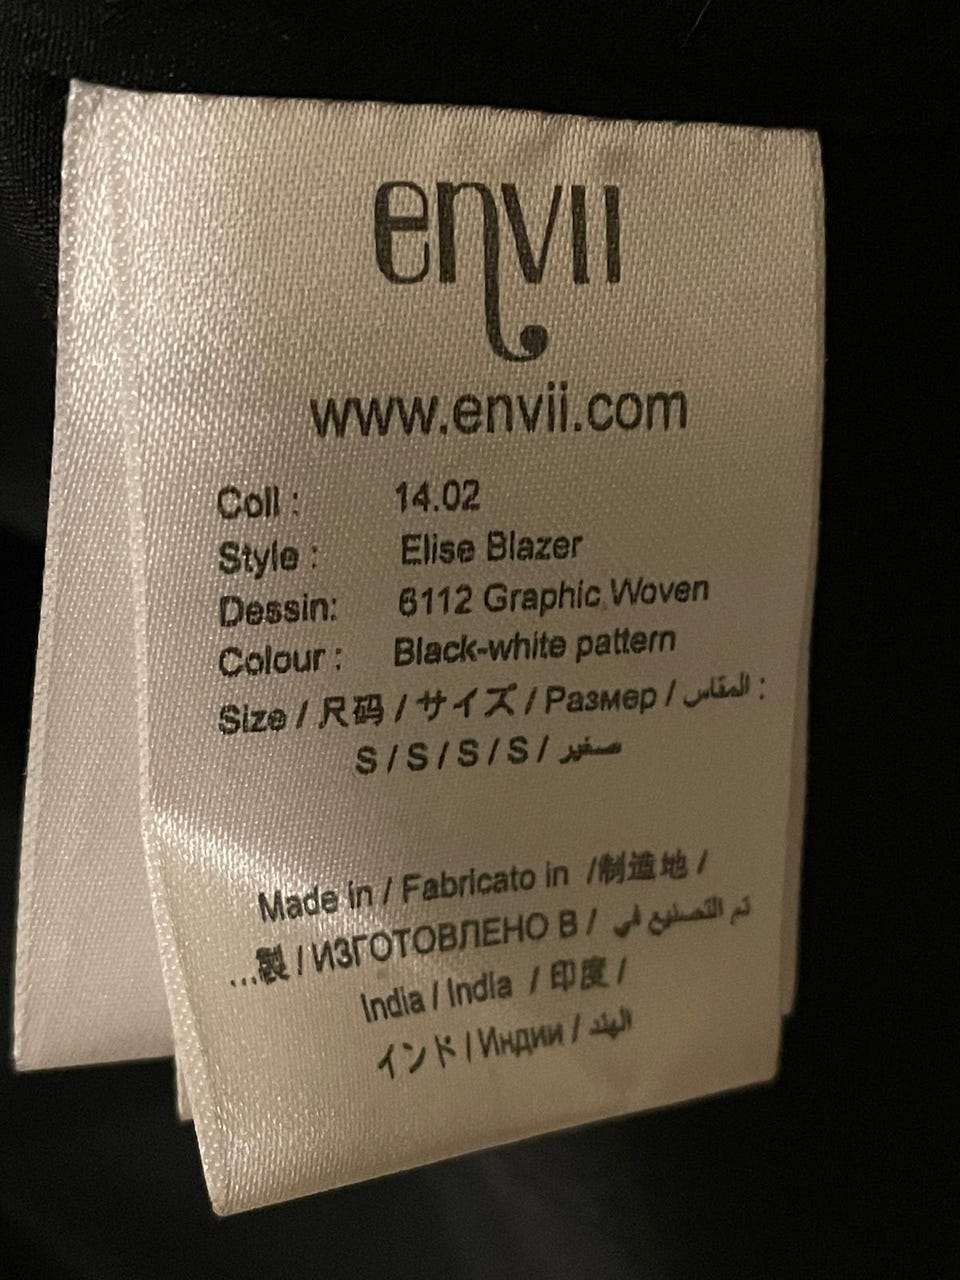 envii
www.envii.com
Coll : 14.02
Style : Elise Blazer
Dessin: 6112 Graphic Woven
Colour : Black-white pattern
Size / 尺码 / サイズ / Размер / المقاس :
S / S / S / S / صغير
Made in / Fabricato in /制造地 /
...製 / ИЗГОТОВЛЕНО В / تم التصنيع في
India / India / 印度 /
インド / Индии / الهند